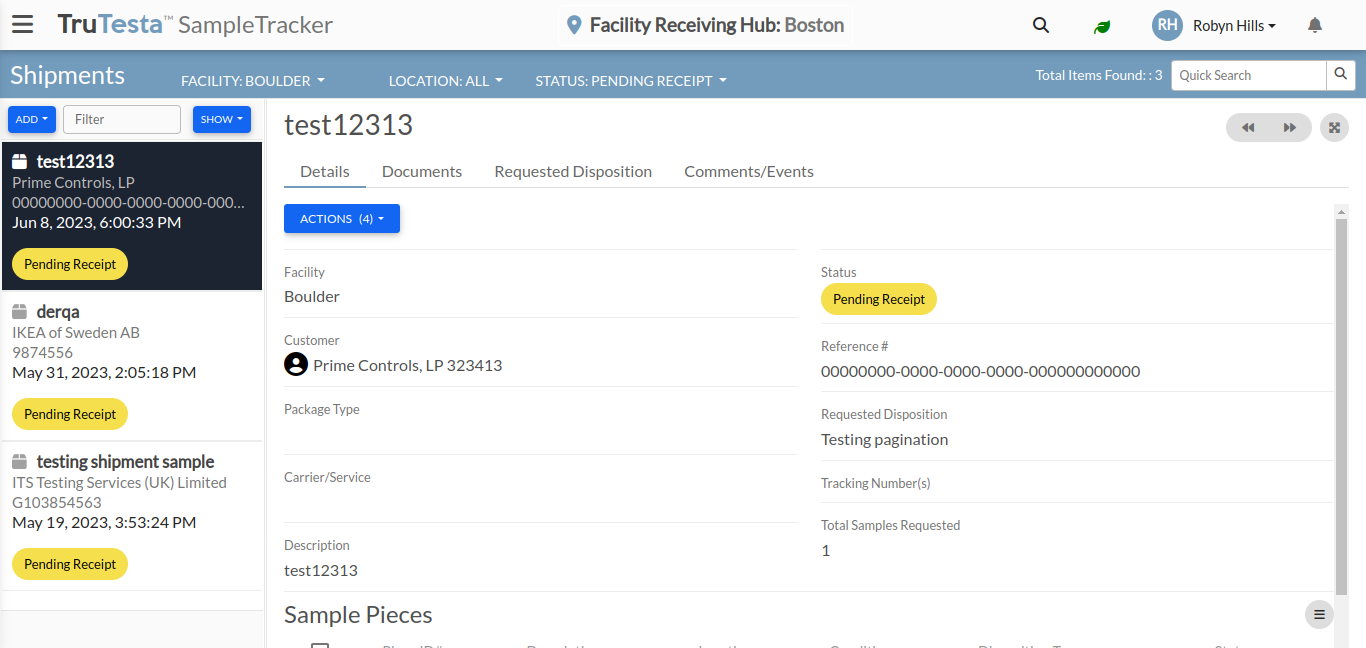 TruTesta™ SampleTracker
Facility Receiving Hub: Boston
RH Robyn Hills
Shipments
FACILITY: BOULDER
LOCATION: ALL
STATUS: PENDING RECEIPT
Total Items Found: : 3
Quick Search
ADD
Filter
SHOW
test12313
Prime Controls, LP
00000000-0000-0000-0000-000...
Jun 8, 2023, 6:00:33 PM
Pending Receipt
derqa
IKEA of Sweden AB
9874556
May 31, 2023, 2:05:18 PM
Pending Receipt
testing shipment sample
ITS Testing Services (UK) Limited
G103854563
May 19, 2023, 3:53:24 PM
Pending Receipt
test12313
Details
Documents
Requested Disposition
Comments/Events
ACTIONS (4)
Facility
Boulder
Customer
Prime Controls, LP 323413
Package Type
Carrier/Service
Description
test12313
Status
Pending Receipt
Reference #
00000000-0000-0000-0000-000000000000
Requested Disposition
Testing pagination
Tracking Number(s)
Total Samples Requested
1
Sample Pieces